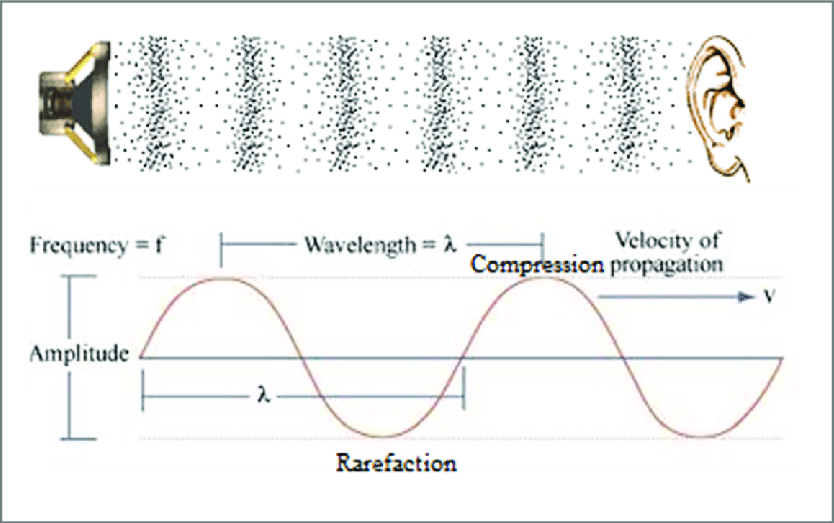 Frequency = f
Wavelength = λ
Velocity of
Compression propagation
V
Amplitude
λ
Rarefaction